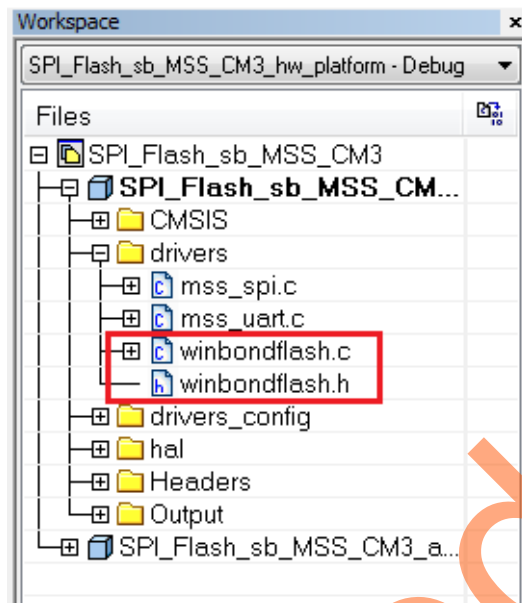 Workspace
SPI_Flash_sb_MSS_CM3_hw_platform - Debug
Files
SPI_Flash_sb_MSS_CM3
SPI_Flash_sb_MSS_CM...
CMSIS
drivers
mss_spi.c
mss_uart.c
winbondflash.c
winbondflash.h
drivers_config
hal
Headers
Output
SPI_Flash_sb_MSS_CM3_a...